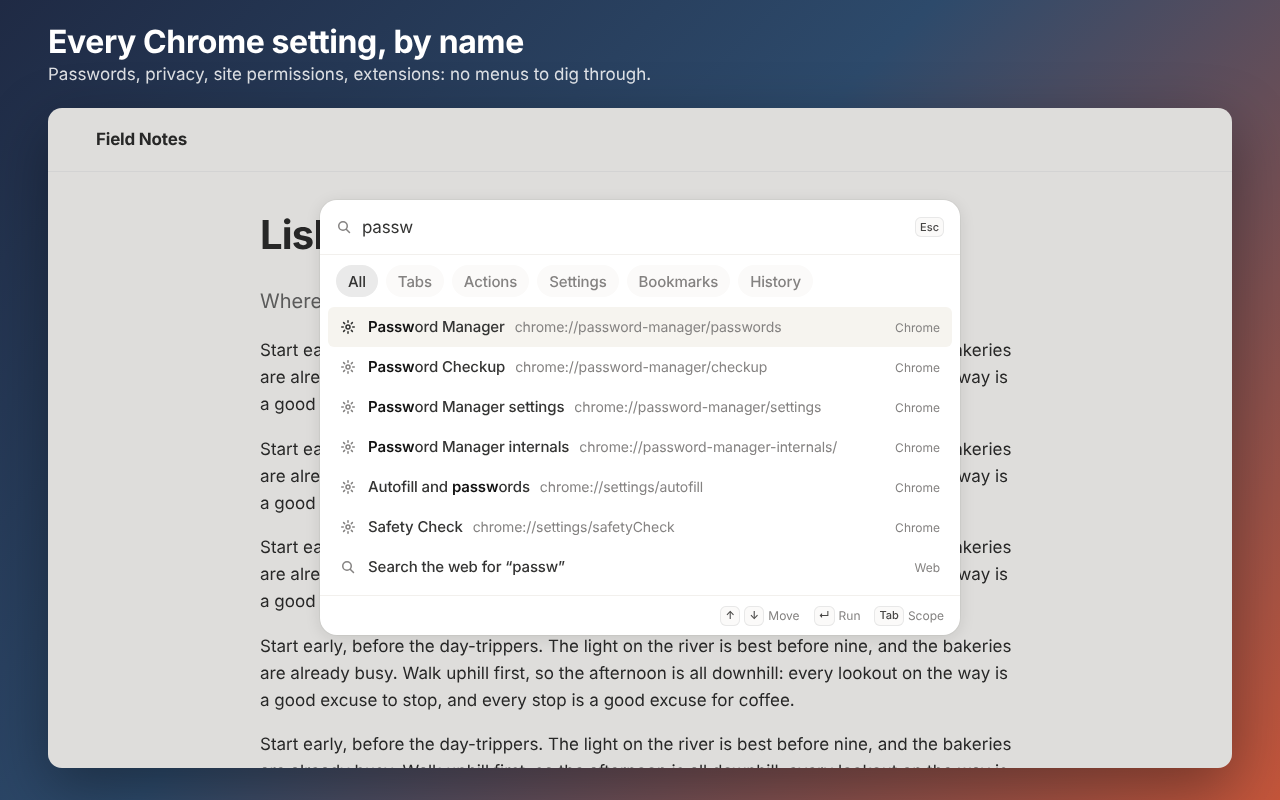 Every Chrome setting, by name
Passwords, privacy, site permissions, extensions: no menus to dig through.
Field Notes
passw
Esc
All Tabs Actions Settings Bookmarks History
Where
Password Manager chrome://password-manager/passwords Chrome
Password Checkup chrome://password-manager/checkup Chrome
Password Manager settings chrome://password-manager/settings Chrome
Password Manager internals chrome://password-manager-internals/ Chrome
Autofill and passwords chrome://settings/autofill Chrome
Safety Check chrome://settings/safetyCheck Chrome
Search the web for “passw” Web
↑ ↓ Move ↵ Run Tab Scope
Start early, before the day-trippers. The light on the river is best before nine, and the bakeries
are already busy. Walk uphill first, so the afternoon is all downhill: every lookout on the way is
a good excuse to stop, and every stop is a good excuse for coffee.
Start early, before the day-trippers. The light on the river is best before nine, and the bakeries